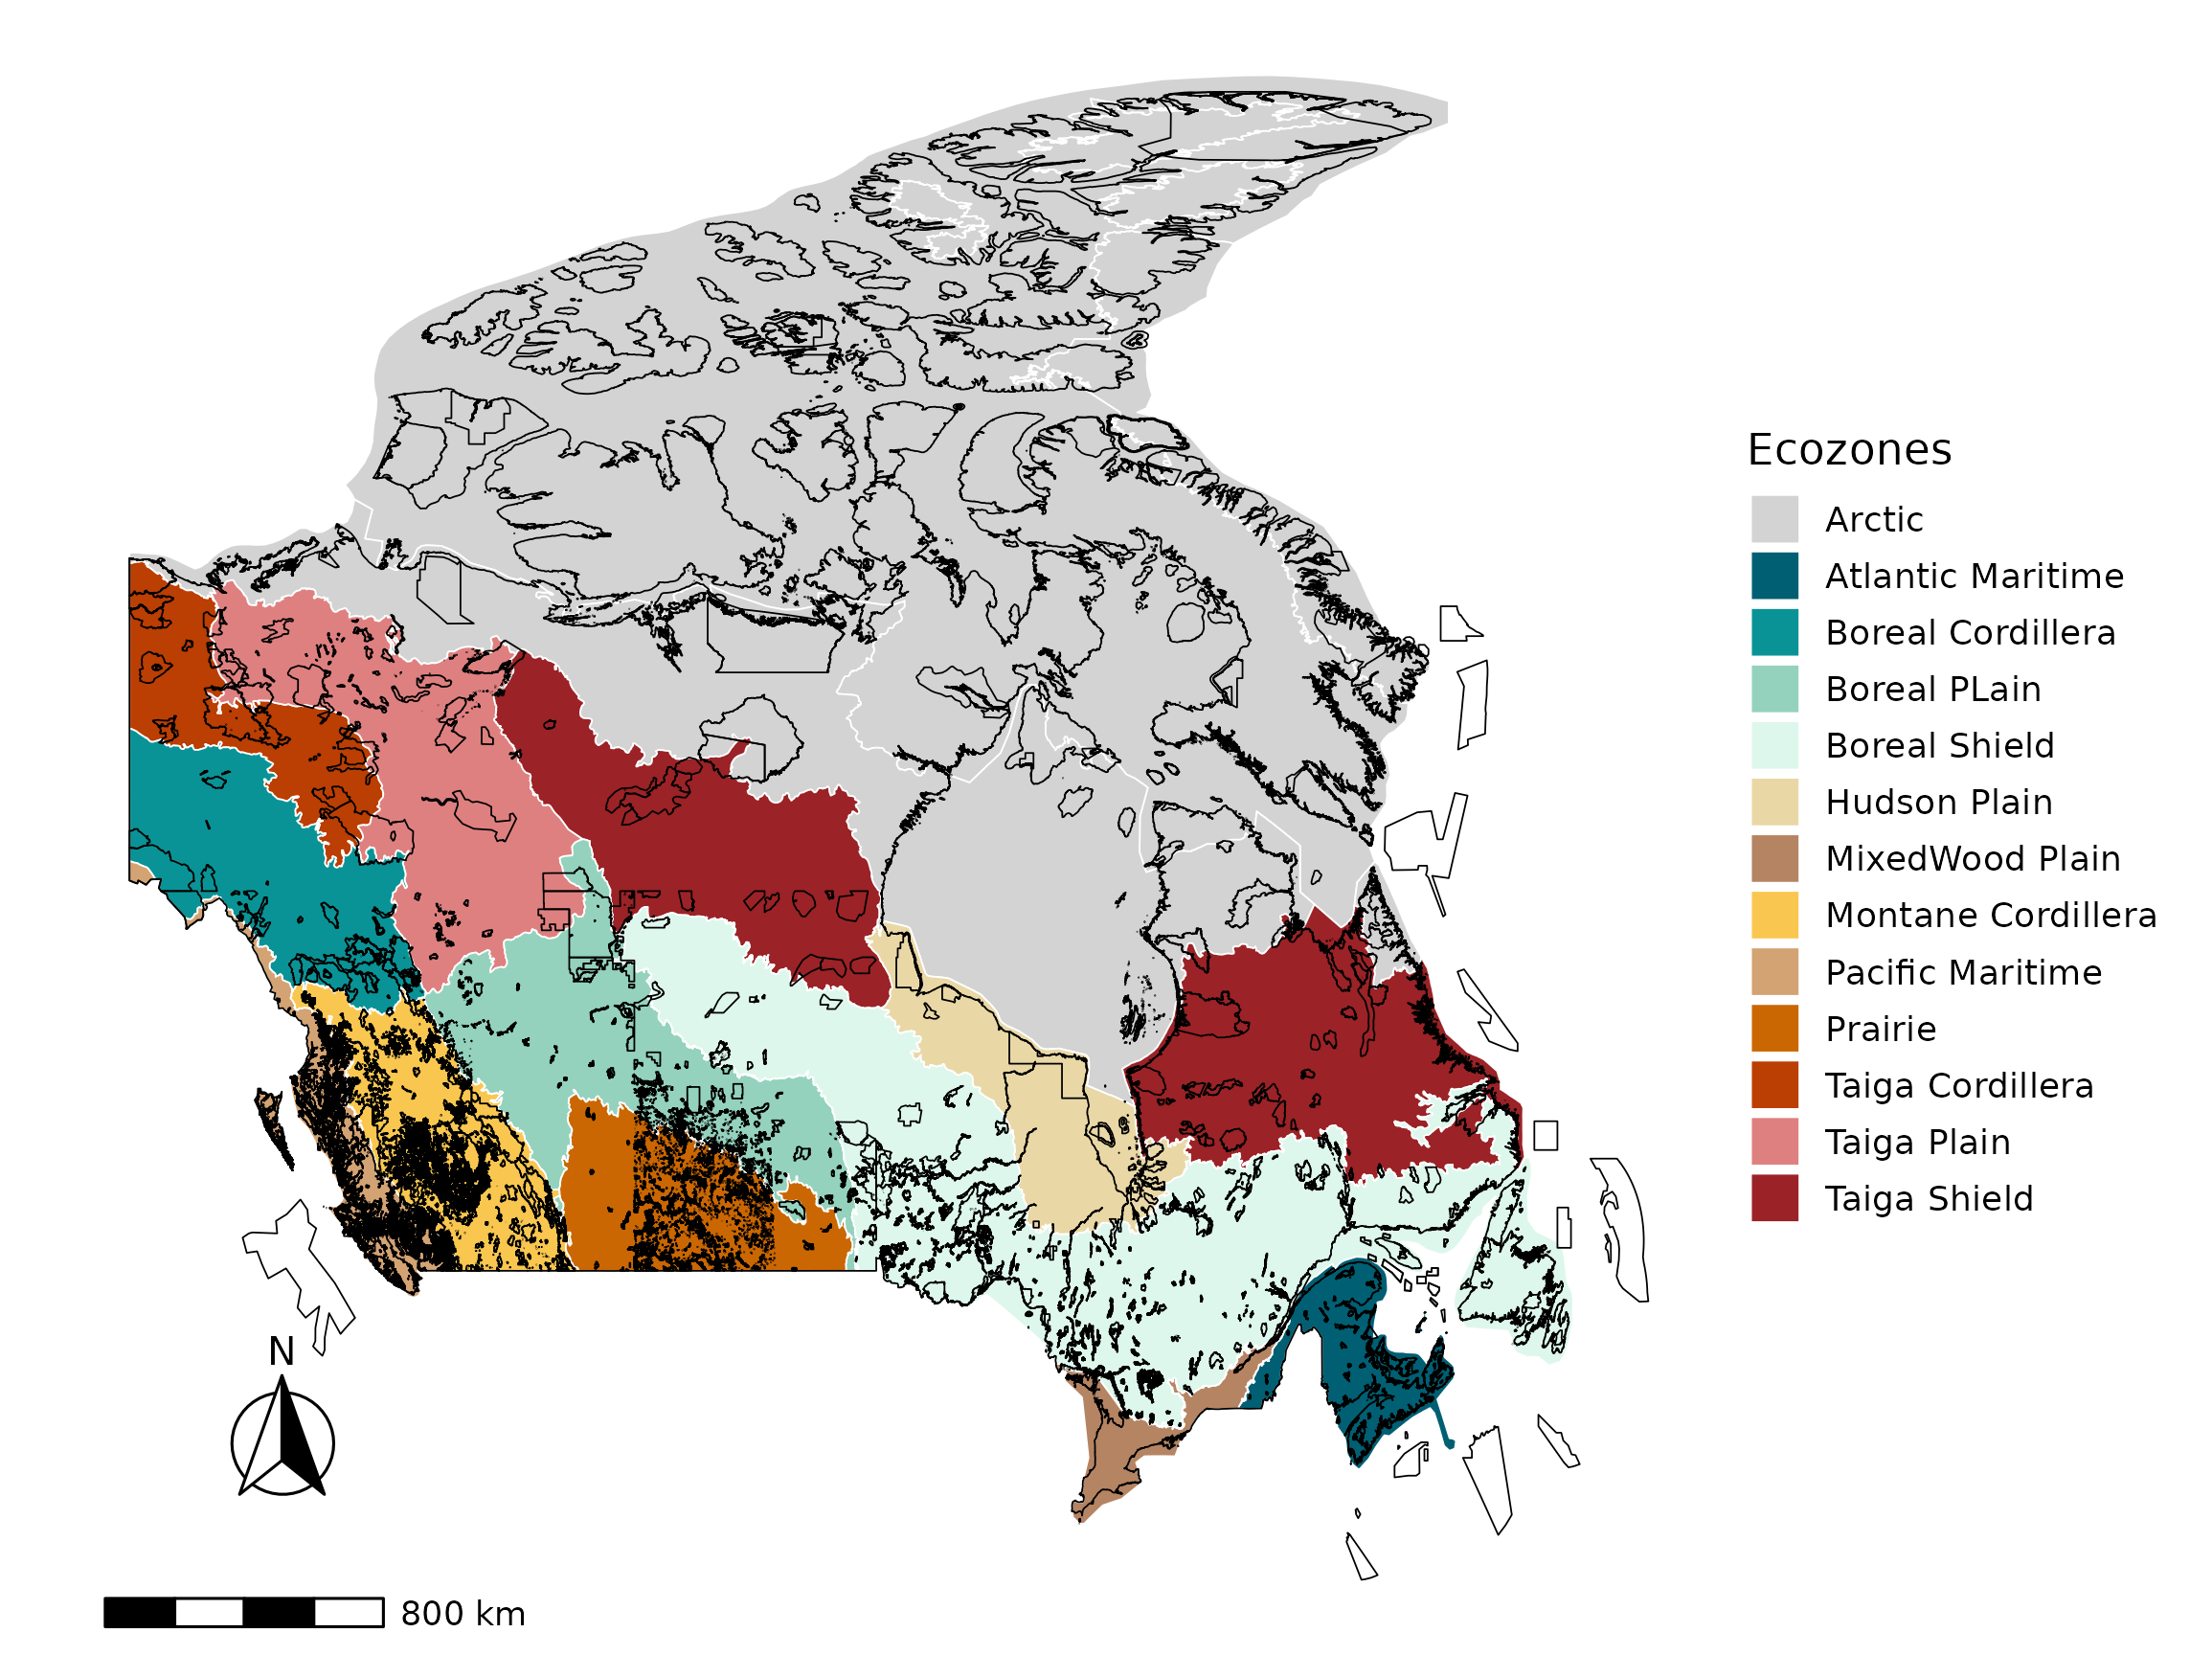 Ecozones
Arctic
Atlantic Maritime
Boreal Cordillera
Boreal PLain
Boreal Shield
Hudson Plain
MixedWood Plain
Montane Cordillera
Pacific Maritime
Prairie
Taiga Cordillera
Taiga Plain
Taiga Shield
N
800 km